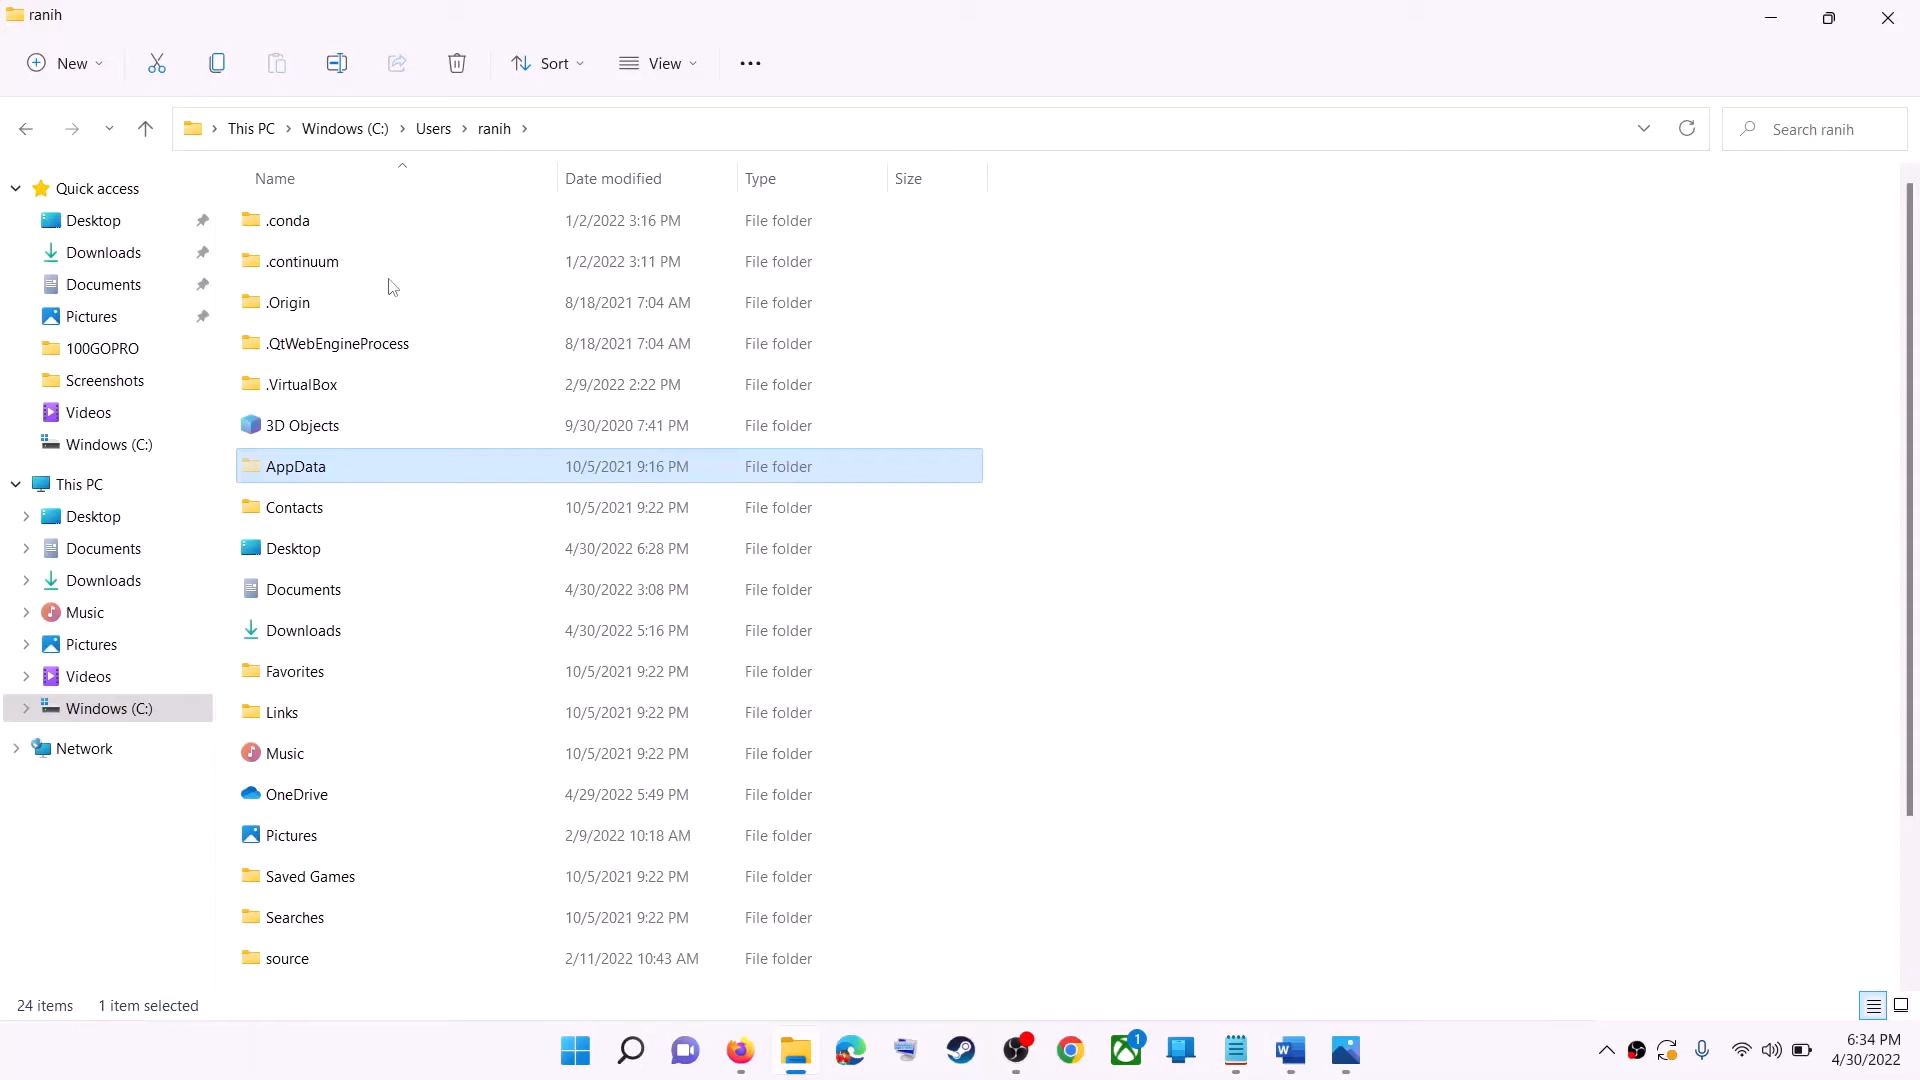 ranih
New
Sort
View
This PC
Windows (C:)
Users
ranih
Search ranih
Name Date modified Type Size
Quick access
Desktop
Downloads
Documents
Pictures
100GOPRO
Screenshots
Videos
Windows (C:)
This PC
Desktop
Documents
Downloads
Music
Pictures
Videos
Windows (C:)
Network
.conda 1/2/2022 3:16 PM File folder
.continuum 1/2/2022 3:11 PM File folder
.Origin 8/18/2021 7:04 AM File folder
.QtWebEngineProcess 8/18/2021 7:04 AM File folder
.VirtualBox 2/9/2022 2:22 PM File folder
3D Objects 9/30/2020 7:41 PM File folder
AppData 10/5/2021 9:16 PM File folder
Contacts 10/5/2021 9:22 PM File folder
Desktop 4/30/2022 6:28 PM File folder
Documents 4/30/2022 3:08 PM File folder
Downloads 4/30/2022 5:16 PM File folder
Favorites 10/5/2021 9:22 PM File folder
Links 10/5/2021 9:22 PM File folder
Music 10/5/2021 9:22 PM File folder
OneDrive 4/29/2022 5:49 PM File folder
Pictures 2/9/2022 10:18 AM File folder
Saved Games 10/5/2021 9:22 PM File folder
Searches 10/5/2021 9:22 PM File folder
source 2/11/2022 10:43 AM File folder
24 items 1 item selected
1
6:34 PM
4/30/2022